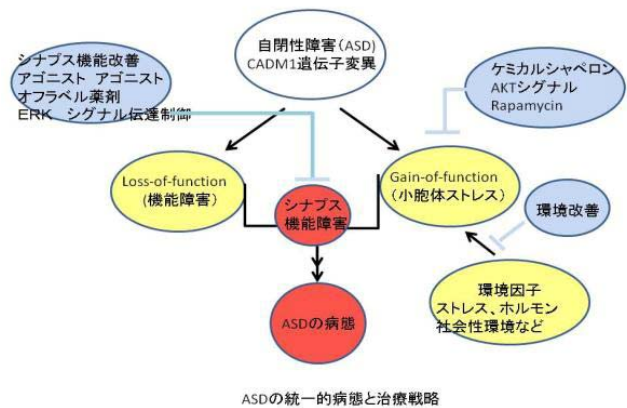 シナプス機能改善
アゴニスト アゴニスト
オフラベル薬剤
ERK シグナル伝達制御
自閉性障害(ASD)
CADM1遺伝子変異
ケミカルシャペロン
AKTシグナル
Rapamycin
Loss-of-function
(機能障害)
シナプス
機能障害
Gain-of-function
(小胞体ストレス)
環境改善
環境因子
ストレス、ホルモン
社会性環境など
ASDの病態
ASDの統一的病態と治療戦略